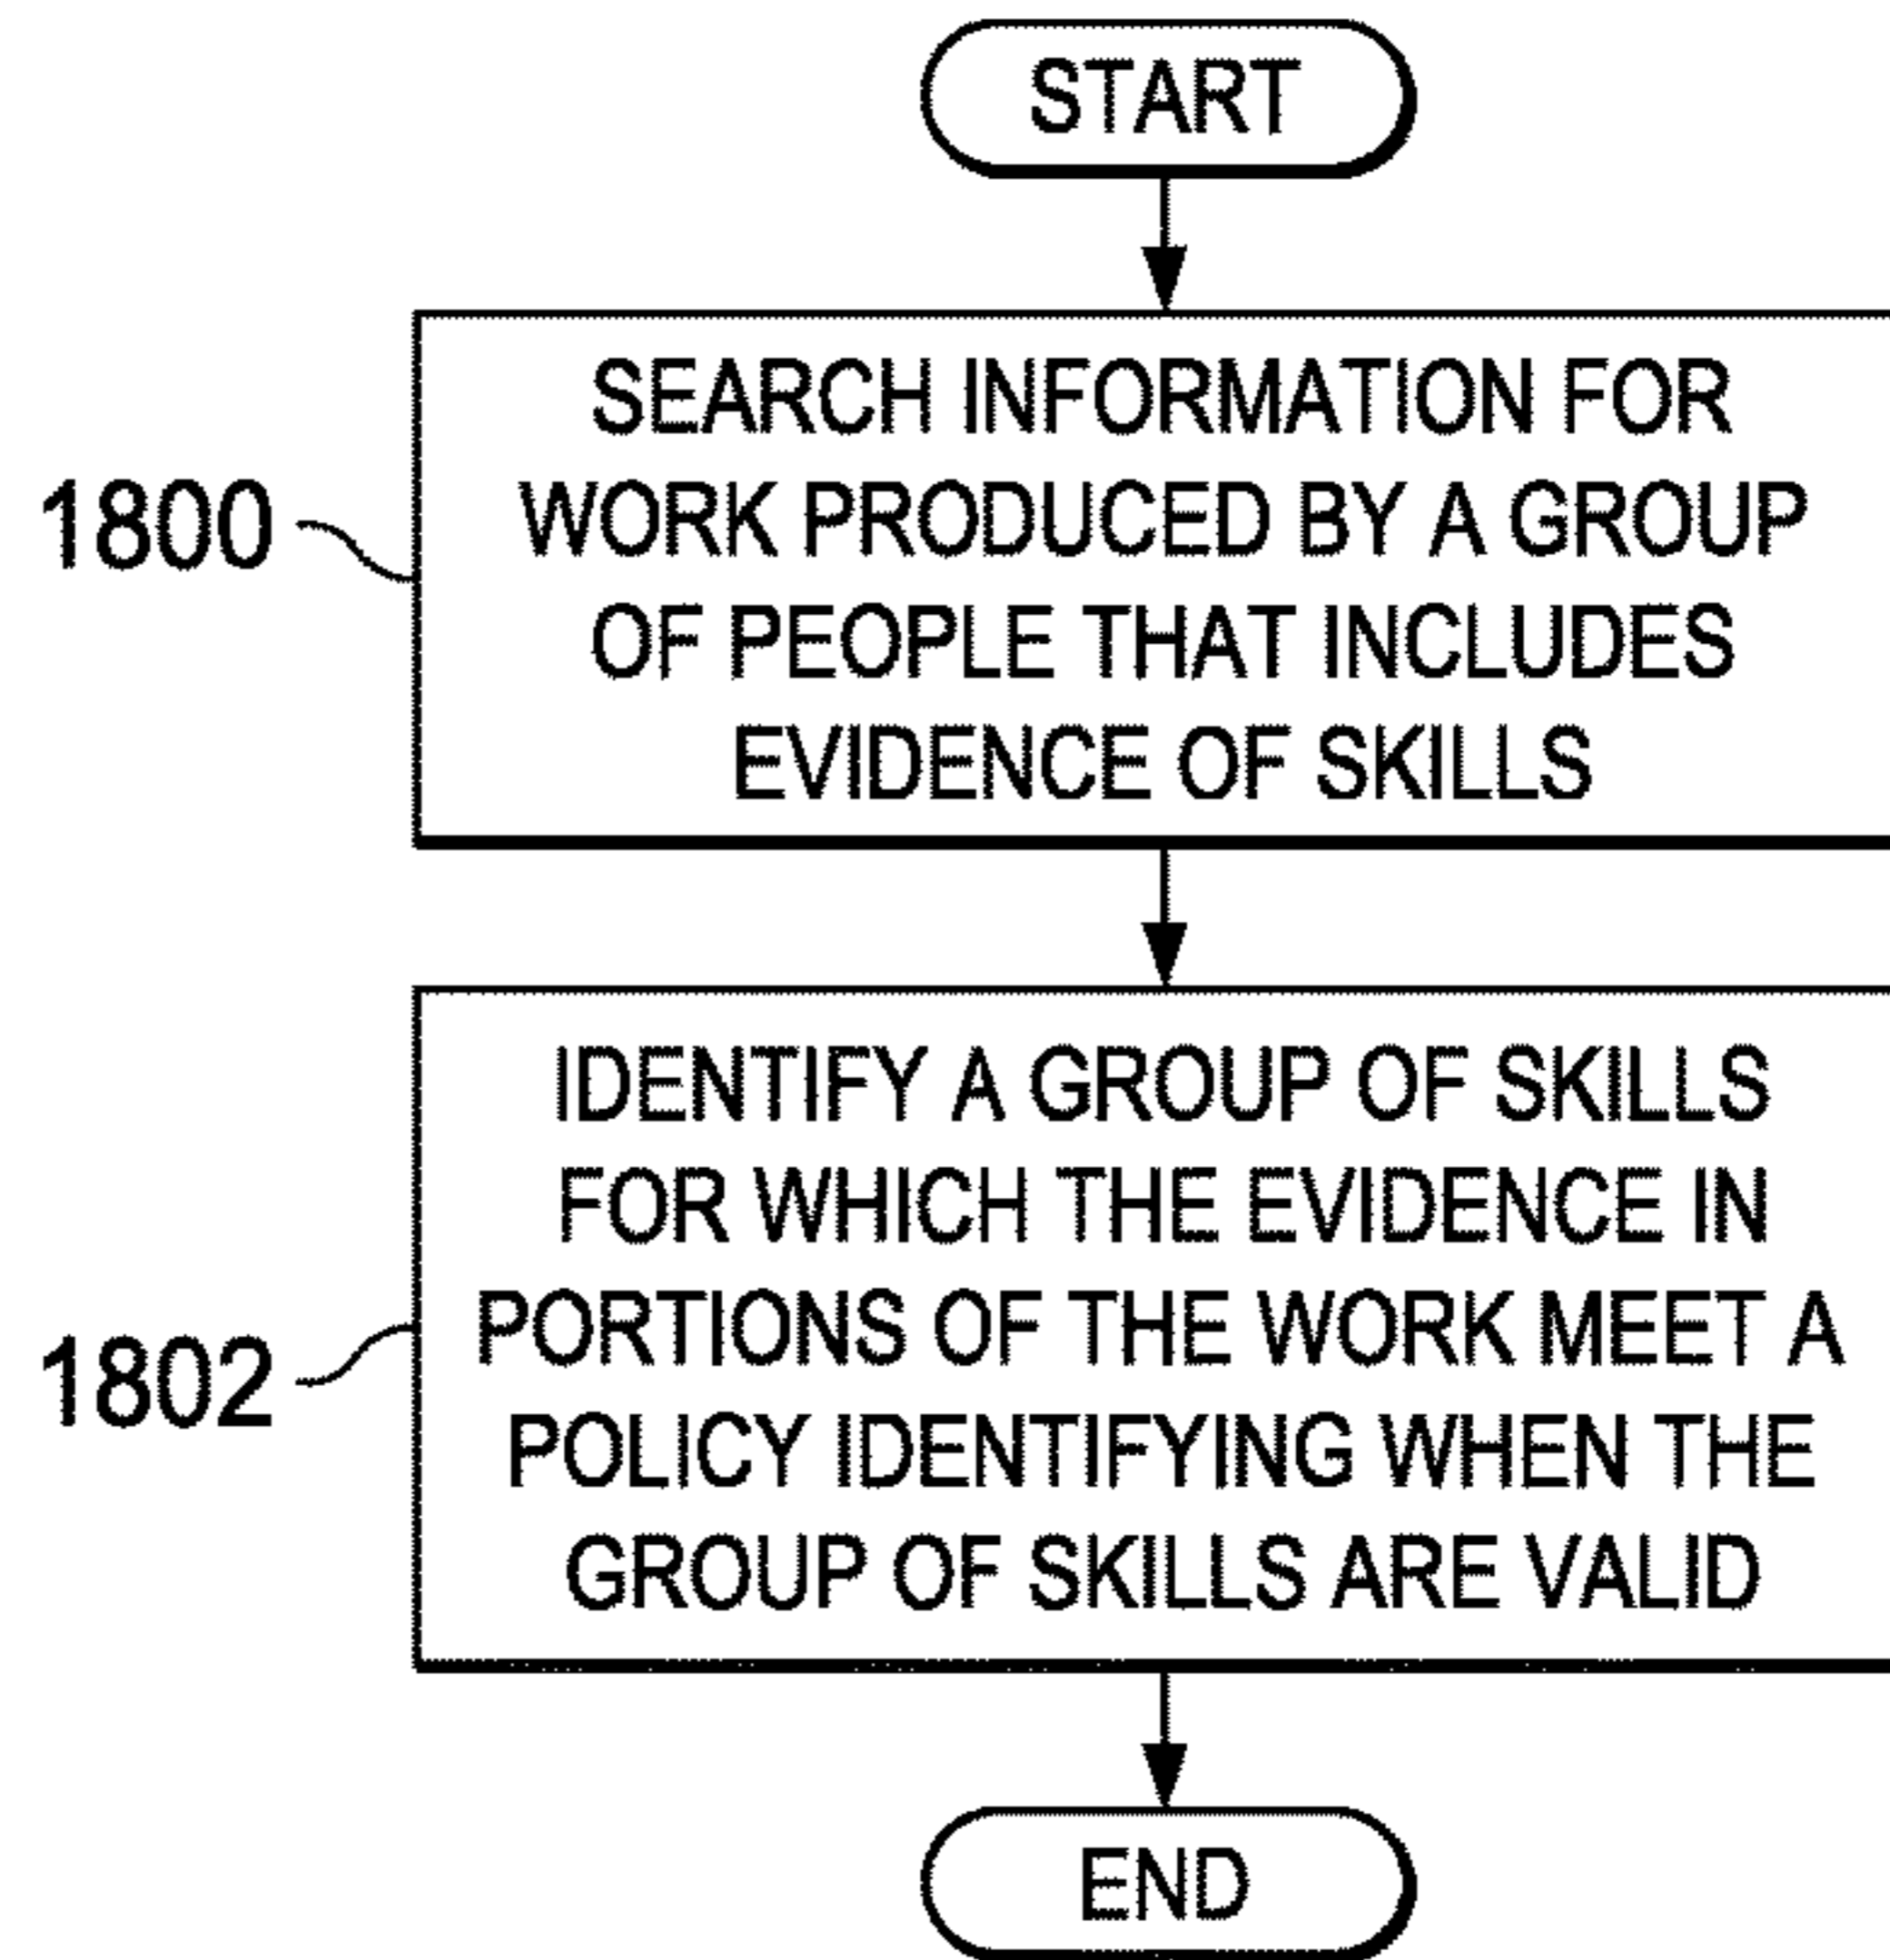 START
SEARCH INFORMATION FOR
WORK PRODUCED BY A GROUP
OF PEOPLE THAT INCLUDES
EVIDENCE OF SKILLS
1800
IDENTIFY A GROUP OF SKILLS
FOR WHICH THE EVIDENCE IN
PORTIONS OF THE WORK MEET A
POLICY IDENTIFYING WHEN THE
GROUP OF SKILLS ARE VALID
1802
END